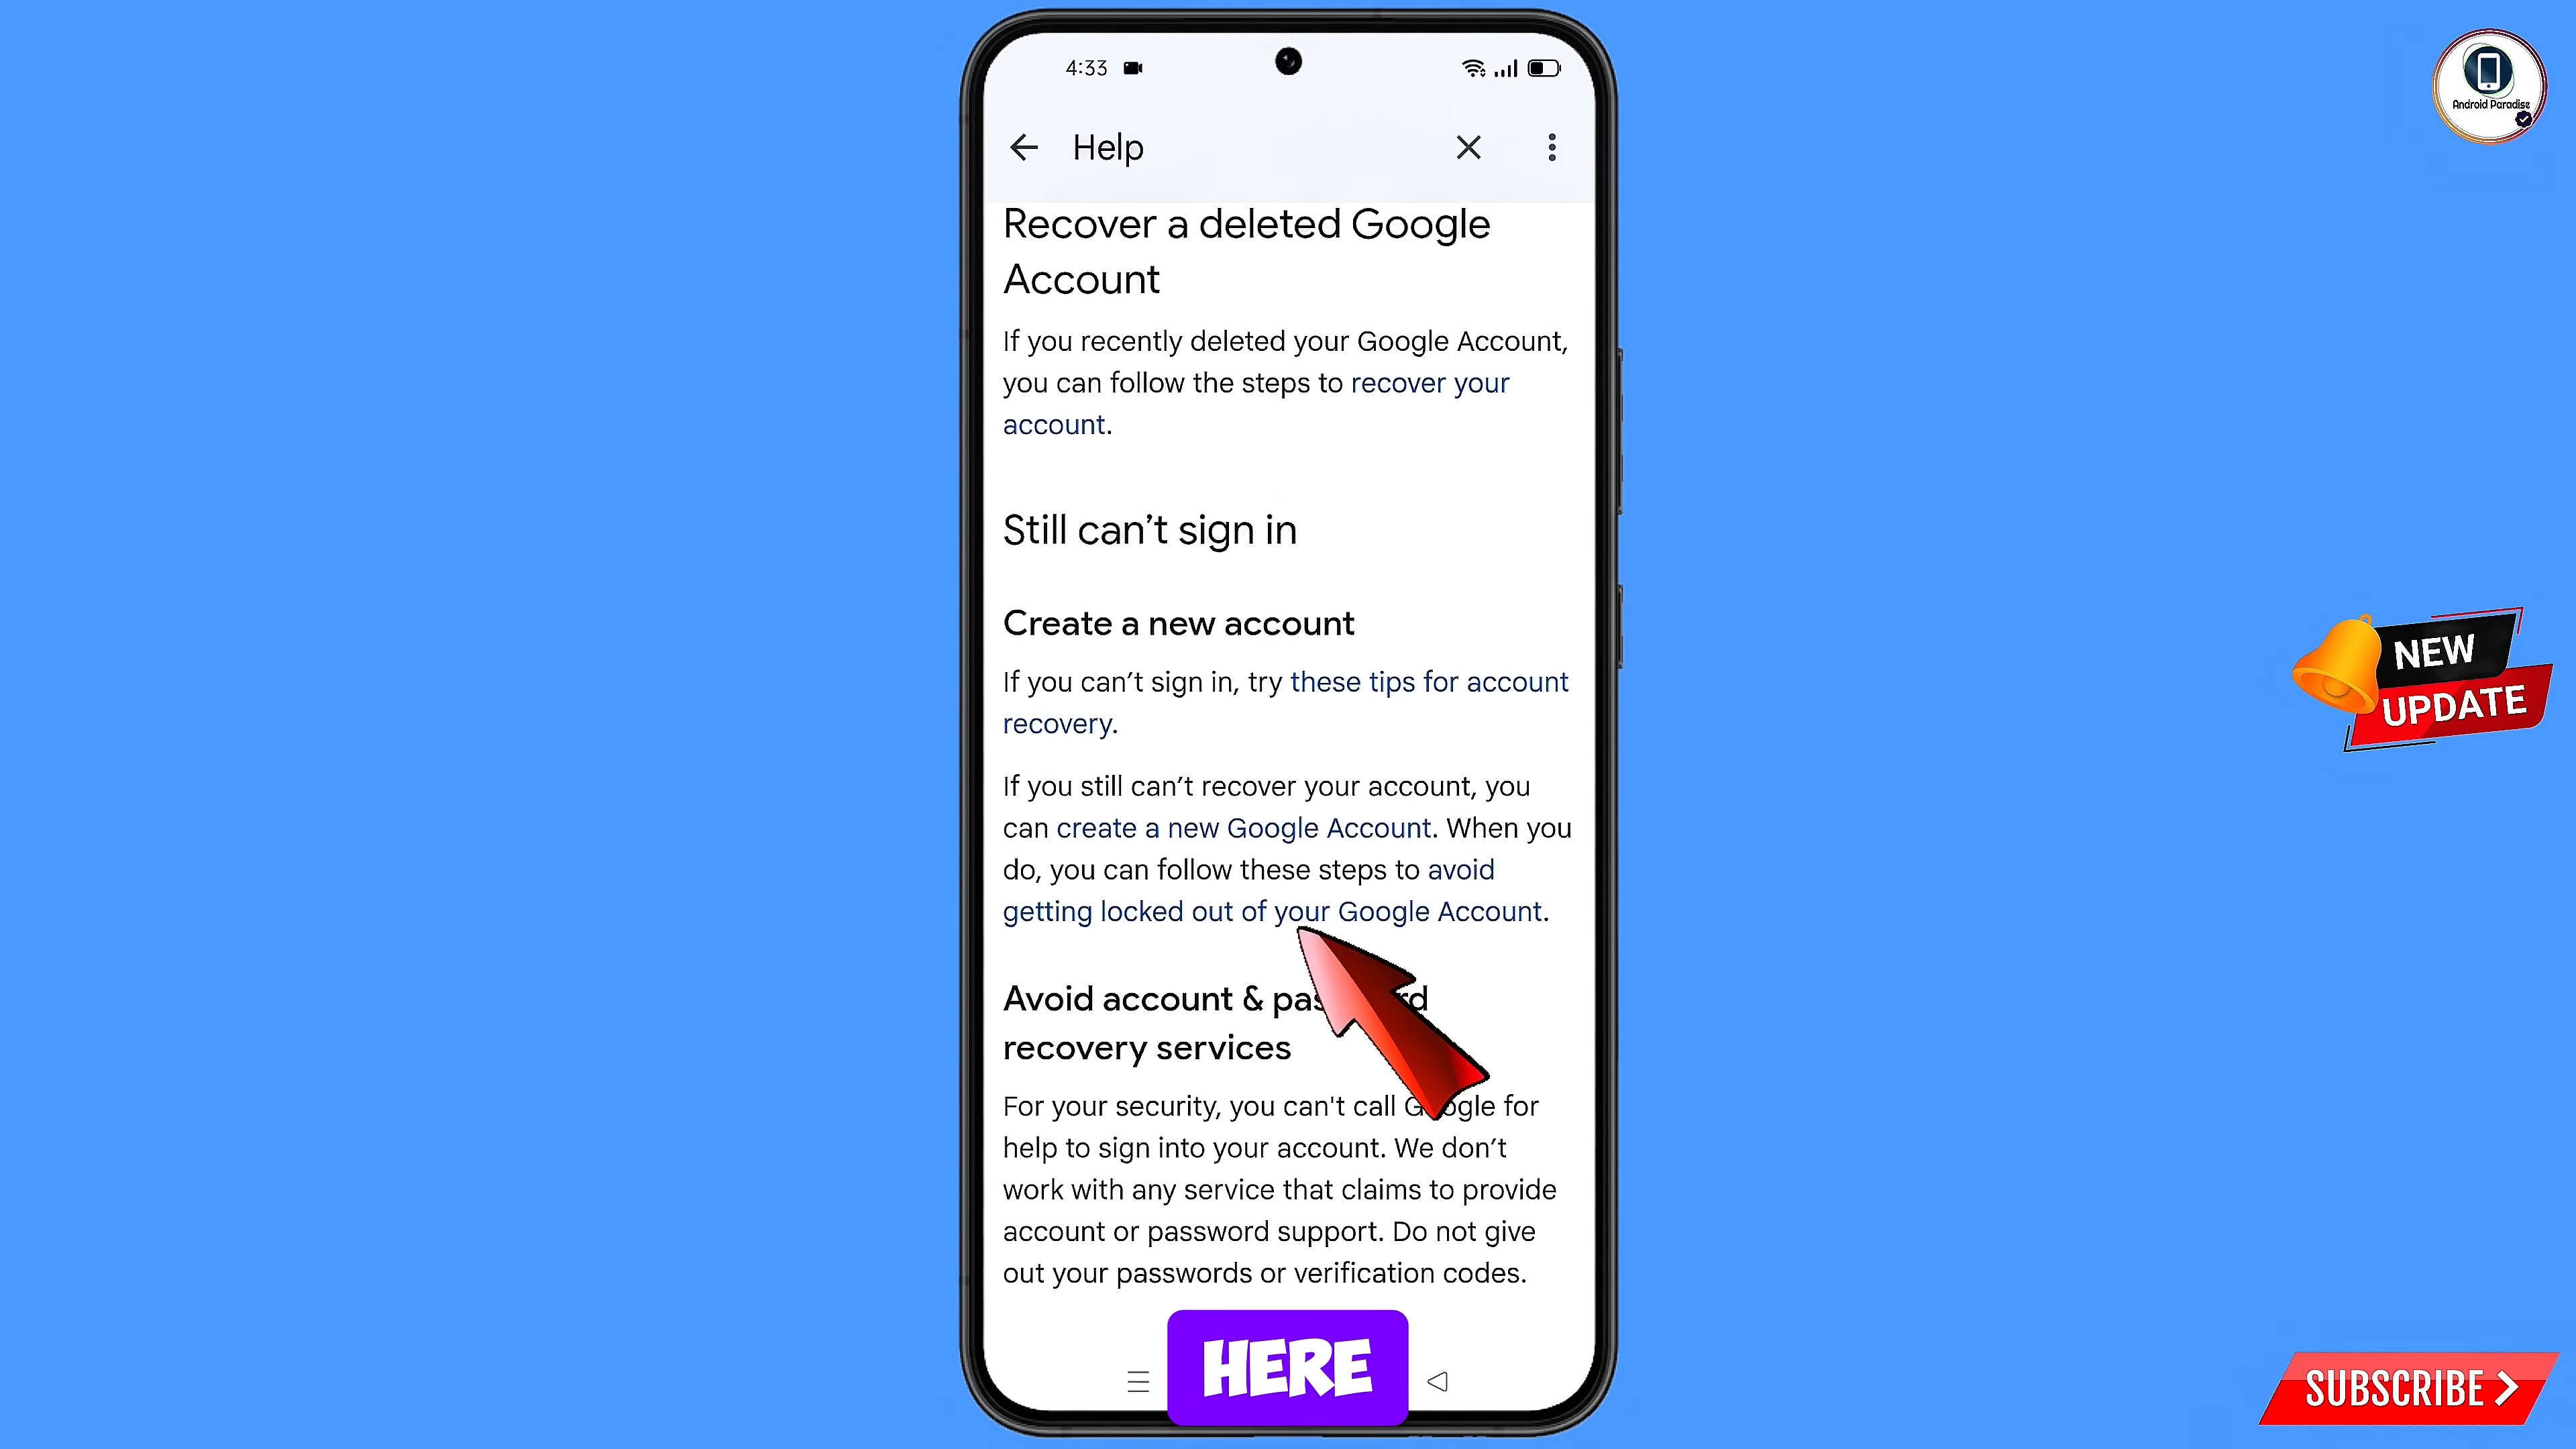 4:33
Android Paradise
Help
Recover a deleted Google
Account
If you recently deleted your Google Account,
you can follow the steps to recover your
account.
Still can't sign in
Create a new account
If you can't sign in, try these tips for account
recovery.
If you still can't recover your account, you
can create a new Google Account. When you
do, you can follow these steps to avoid
getting locked out of your Google Account.
NEW
UPDATE
Avoid account &
recovery services
For your security, you can't call Google for
help to sign into your account. We don't
work with any service that claims to provide
account or password support. Do not give
out your passwords or verification codes.
HERE
SUBSCRIBE